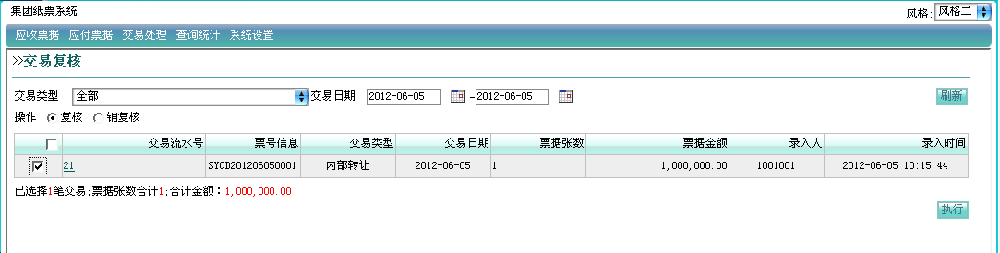 集团纸票系统
风格: 风格二
应收票据 应付票据 交易处理 查询统计 系统设置
>>交易复核
交易类型 全部 交易日期 2012-06-05 -2012-06-05 刷新
操作 复核 销复核
交易流水号 票号信息 交易类型 交易日期 票据张数 票据金额 录入人 录入时间
21 SYCD201206050001 内部转让 2012-06-05 1 1,000,000.00 1001001 2012-06-05 10:15:44
已选择1笔交易;票据张数合计1;合计金额：1,000,000.00
执行